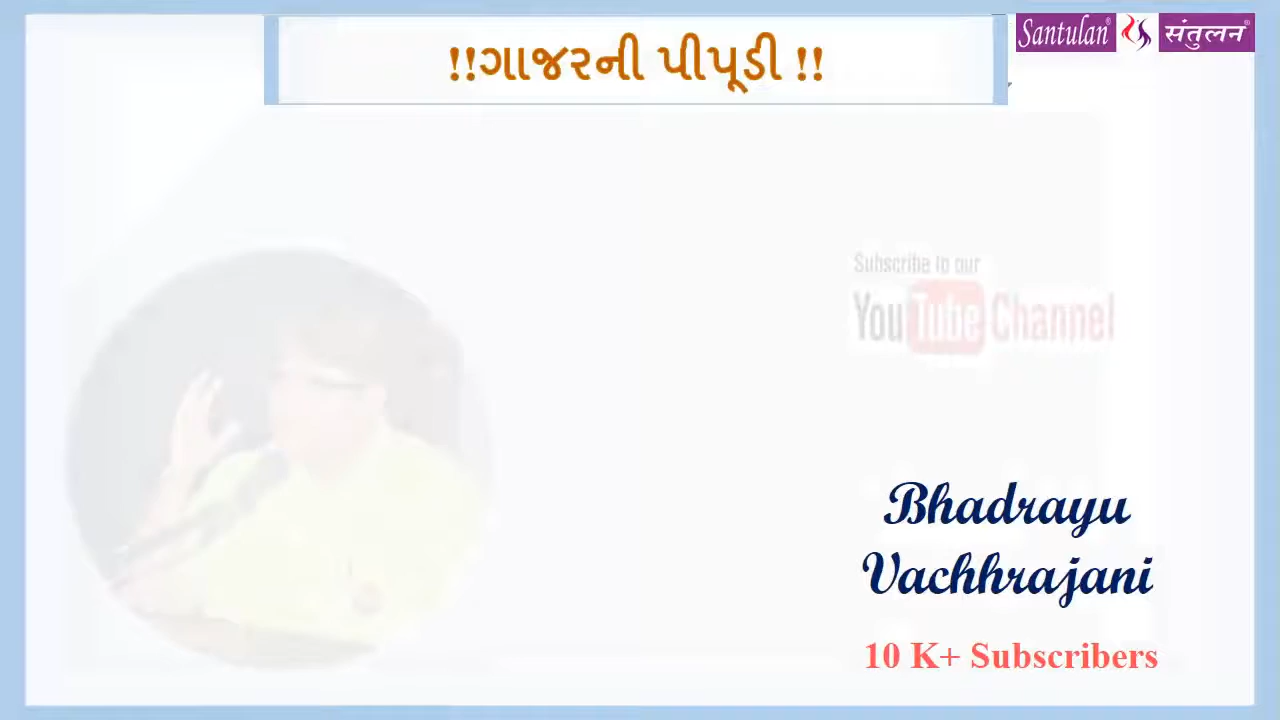 !!ગાજરની પીપૂડી !!
Santulan® संतुलन®
Subscribe to our
YouTube Channel
Bhadrayu
Vachhrajani
10 K+ Subscribers